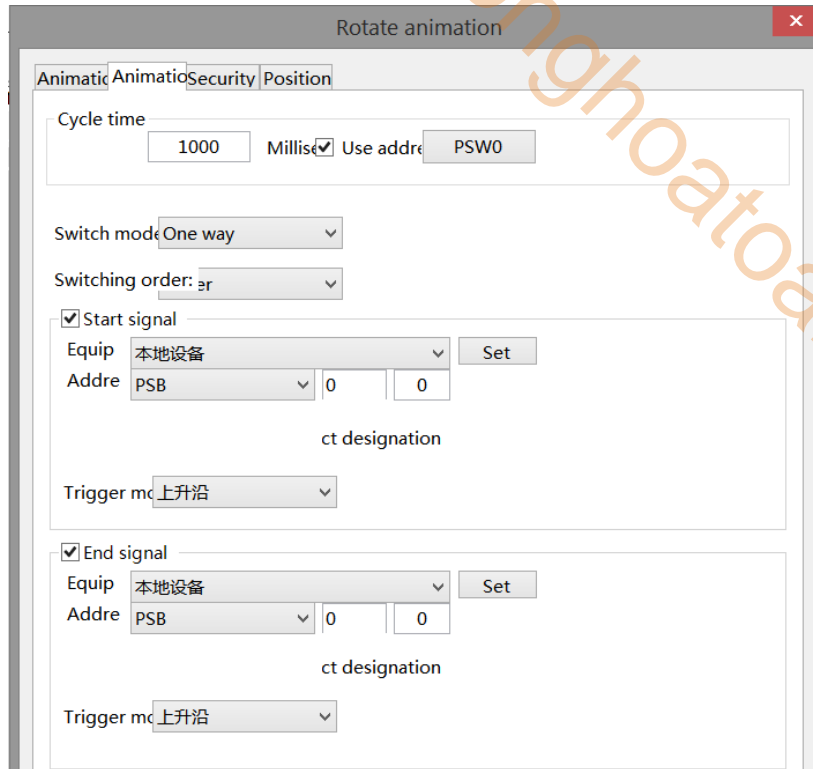 Rotate animation
Animatic Animatio Security Position
Cycle time
1000 Millise Use addre PSW0
Switch mode One way
Switching order: er
Start signal
Equip 本地设备 Set
Addre PSB 0 0
ct designation
Trigger mo 上升沿
End signal
Equip 本地设备 Set
Addre PSB 0 0
ct designation
Trigger mo 上升沿